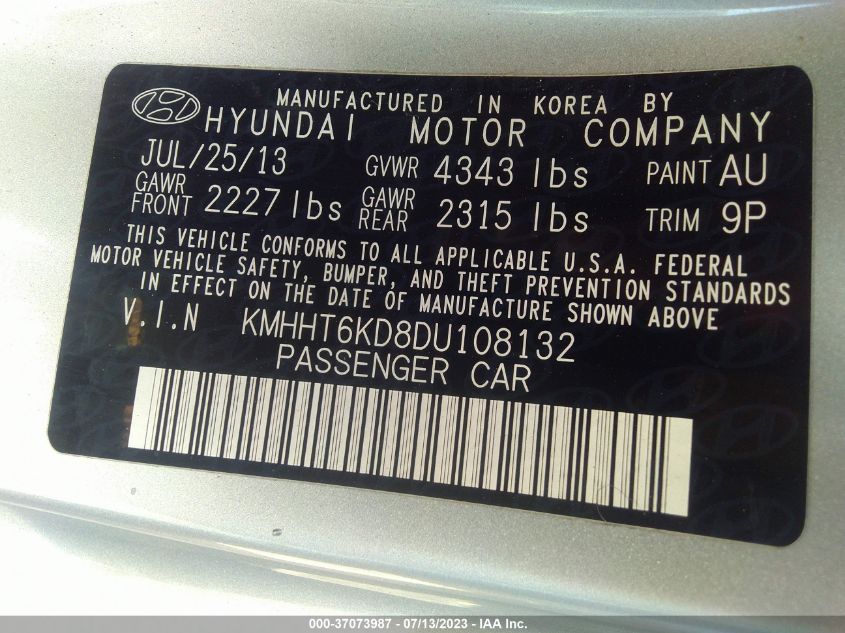 MANUFACTURED IN KOREA BY
HYUNDAI MOTOR COMPANY
JUL/25/13 GVWR 4343 lbs PAINT AU
GAWR FRONT 2227 lbs GAWR REAR 2315 lbs TRIM 9P
THIS VEHICLE CONFORMS TO ALL APPLICABLE U.S.A. FEDERAL
MOTOR VEHICLE SAFETY, BUMPER, AND THEFT PREVENTION STANDARDS
IN EFFECT ON THE DATE OF MANUFACTURE SHOWN ABOVE
V.I.N KMHHT6KD8DU108132
PASSENGER CAR
000-37073987 - 07/13/2023 - IAA Inc.